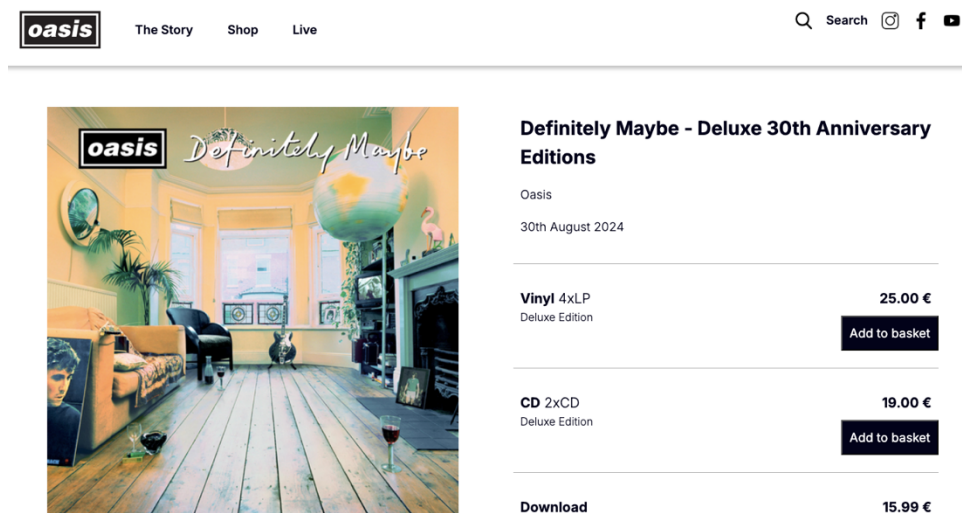 oasis
The Story
Shop
Live
Search
oasis
Definitely Maybe
Definitely Maybe - Deluxe 30th Anniversary
Editions
Oasis
30th August 2024
Vinyl 4xLP
25.00 €
Deluxe Edition
Add to basket
CD 2xCD
19.00 €
Deluxe Edition
Add to basket
Download
15.99 €